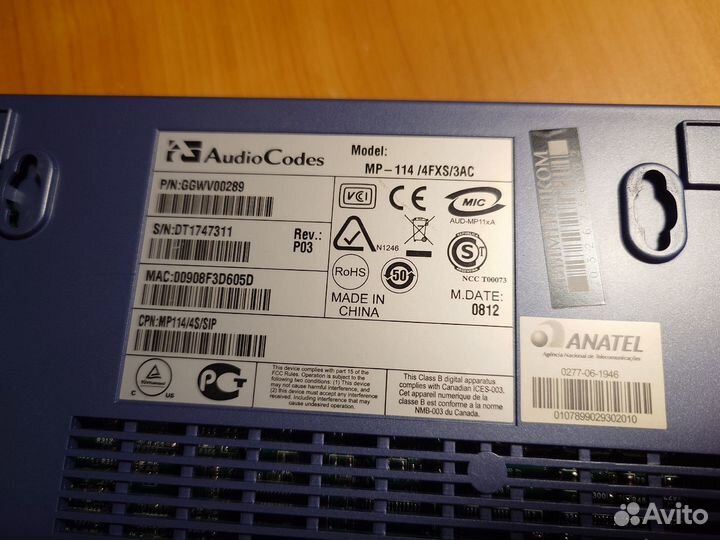 AudioCodes
Model:
MP-114 /4FXS/3AC
P/N:GGWV00289
S/N:DT1747311
Rev.:
P03
MAC:00908F3D605D
CPN:MP114/4S/SIP
VCI
CE
MIC
AUD-MP11xA
N1246
RoHS
50
NCC T00073
MADE IN
CHINA
M.DATE:
0812
C
US
This device complies with part 15 of the
FCC Rules. Operation is subject to the
following two conditions: (1) This device
may not cause harmful interference, and
(2) this device must accept any
interference received, including
interference that may cause undesired
operation.
This Class B digital apparatus
complies with Canadian ICES-003.
Cet appareil numerique de la
classe B est conforme a la norme
NMB-003 du Canada.
ANATEL
Agência Nacional de Telecomunicações
0277-06-1946
0107899029302010
Avito